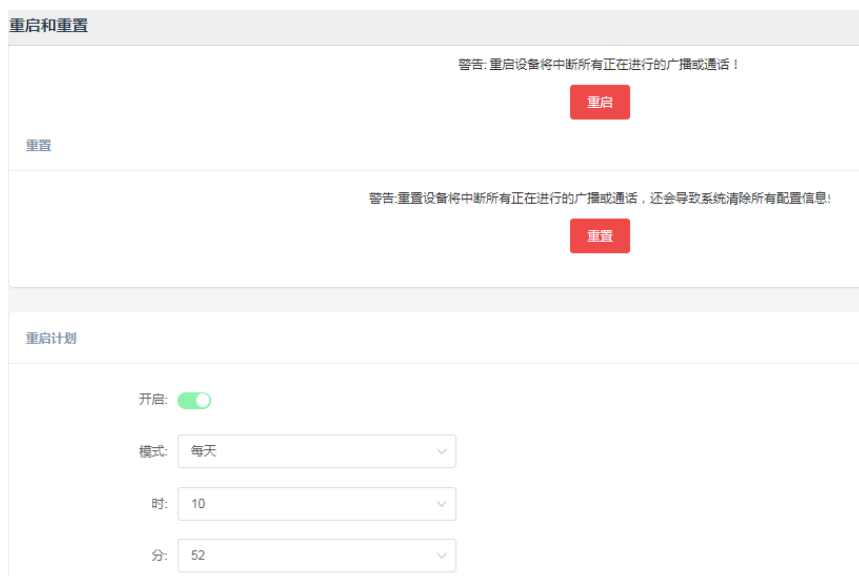 重启和重置
警告: 重启设备将中断所有正在进行的广播或通话！
重启
重置
警告:重置设备将中断所有正在进行的广播或通话，还会导致系统清除所有配置信息!
重置
重启计划
开启:
模式: 每天
时: 10
分: 52